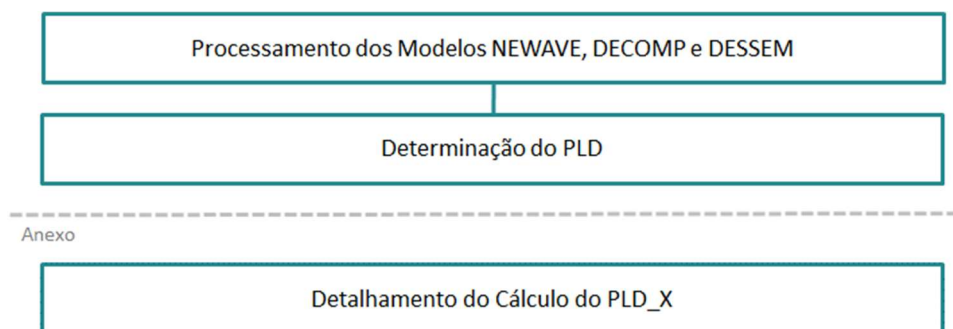 Processamento dos Modelos NEWAVE, DECOMP e DESSEM
Determinação do PLD
Anexo
Detalhamento do Cálculo do PLD_X